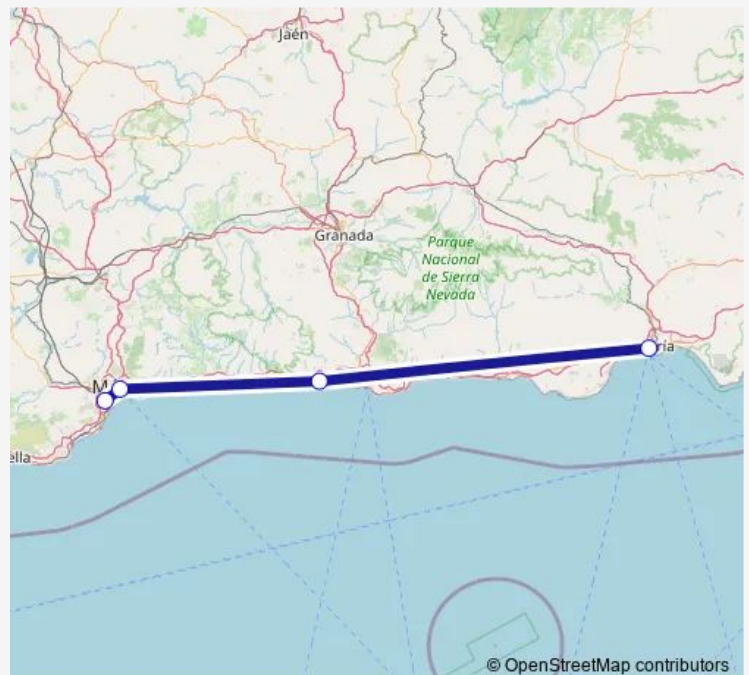 Jaén
Granada
Parque
Nacional
de Sierra
Nevada
M
ría
ella
© OpenStreetMap contributors